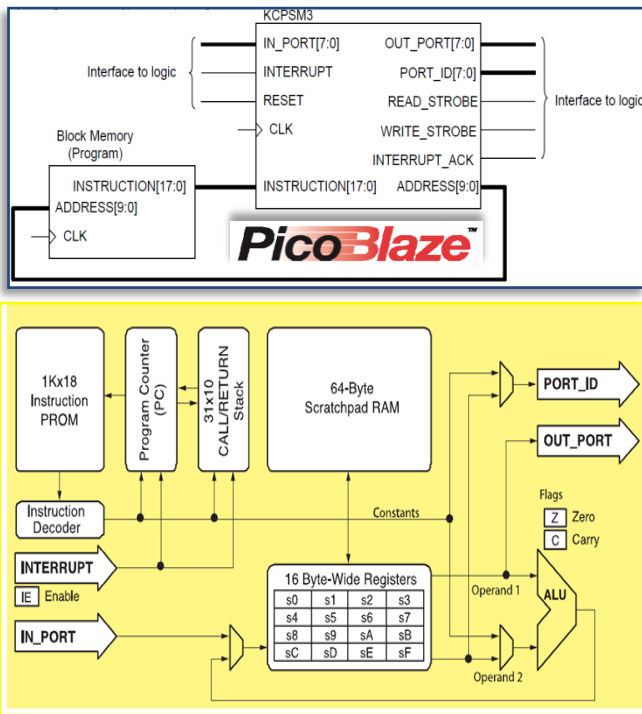 KCPSM3
IN_PORT[7:0]
OUT_PORT[7:0]
Interface to logic
INTERRUPT
PORT_ID[7:0]
RESET
READ_STROBE
Interface to logic
CLK
WRITE_STROBE
Block Memory
(Program)
INTERRUPT_ACK
INSTRUCTION[17:0]
INSTRUCTION[17:0]
ADDRESS[9:0]
ADDRESS[9:0]
CLK
PicoBlaze™
1Kx18
Instruction
PROM
Program Counter
(PC)
31x10
CALL/RETURN
Stack
64-Byte
Scratchpad RAM
PORT_ID
OUT_PORT
Instruction
Decoder
Constants
Flags
Z Zero
C Carry
INTERRUPT
IE Enable
16 Byte-Wide Registers
s0 s1 s2 s3
s4 s5 s6 s7
s8 s9 sA sB
sC sD sE sF
Operand 1
ALU
IN_PORT
Operand 2